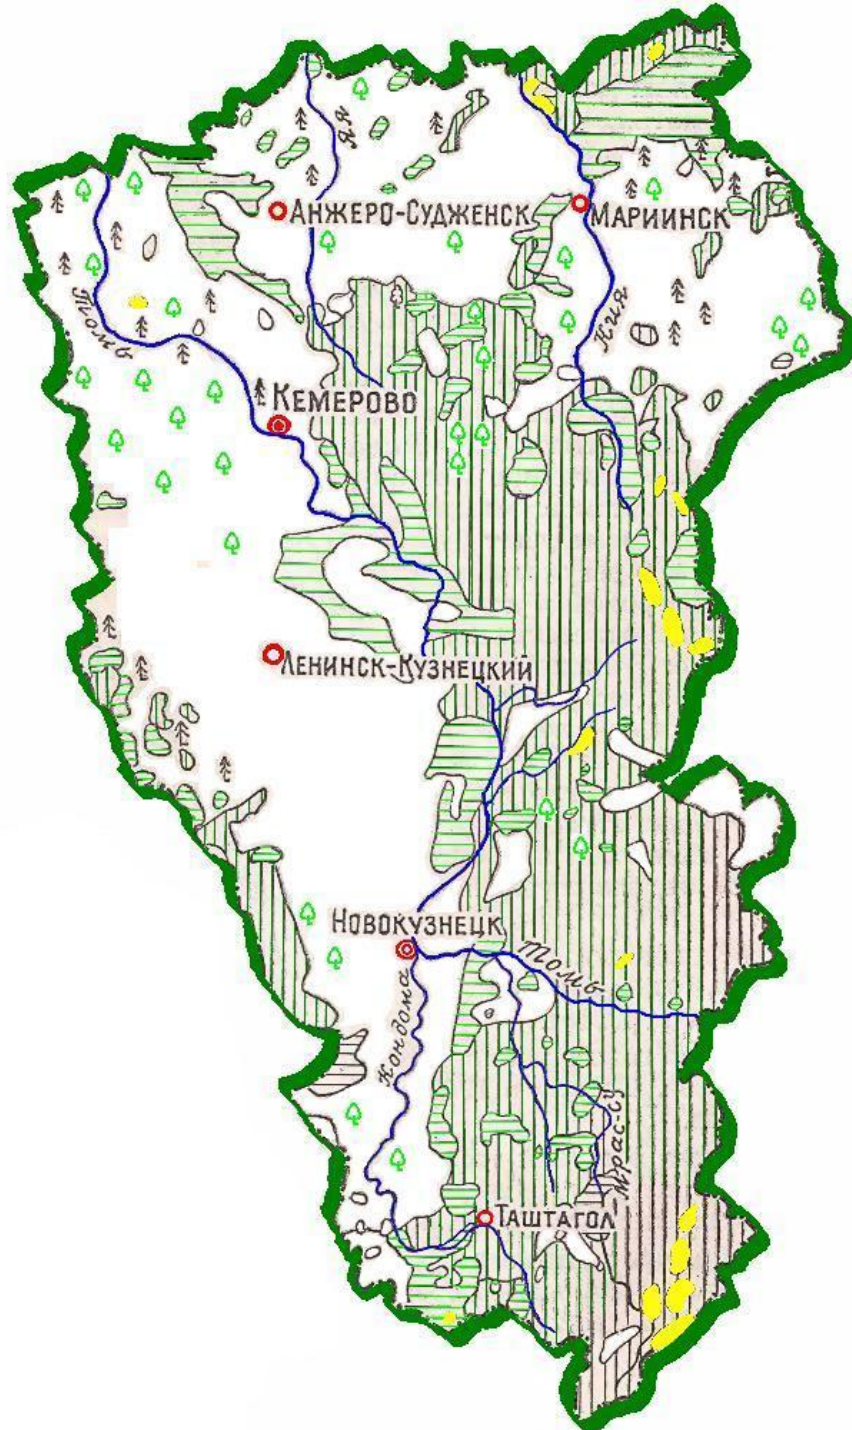 Яя
Анжеро-Судженск
Мариинск
Томь
Кия
Кемерово
Ленинск-Кузнецкий
Новокузнецк
Томь
Кондома
Мрас-Су
Таштагол